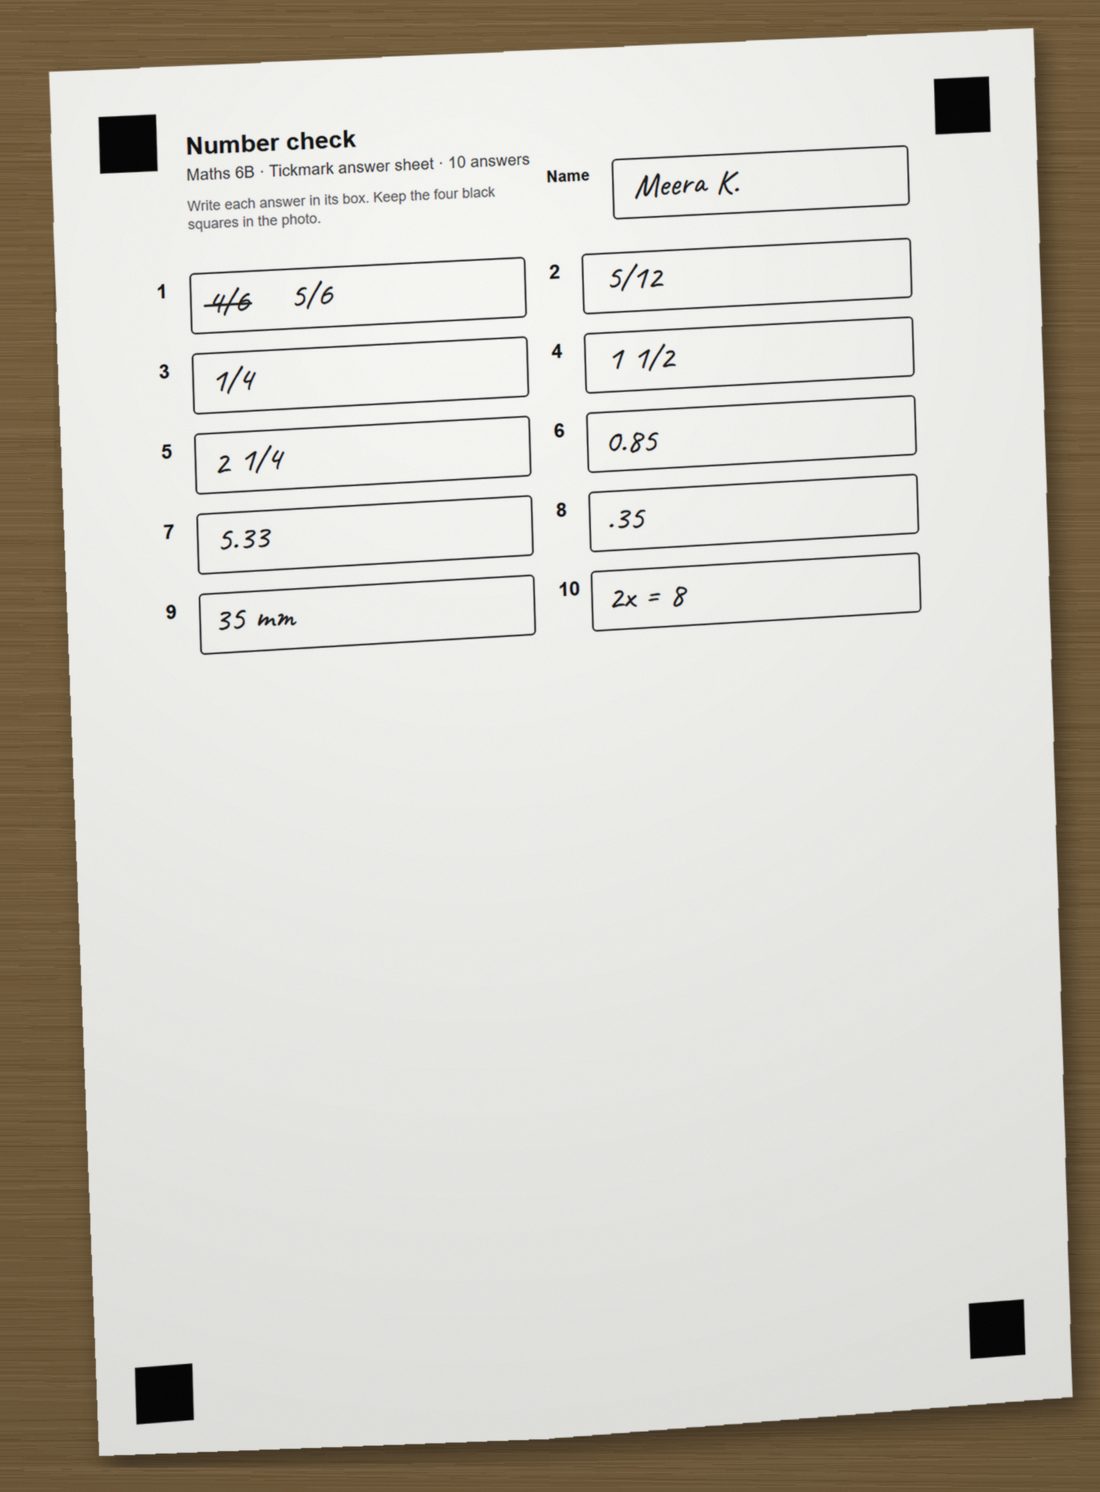 Number check
Maths 6B · Tickmark answer sheet · 10 answers
Write each answer in its box. Keep the four black
squares in the photo.
Name Meera K.
1 4/6 5/6
2 5/12
3 1/4
4 1 1/2
5 2 1/4
6 0.85
7 5.33
8 .35
9 35 mm
10 2x = 8